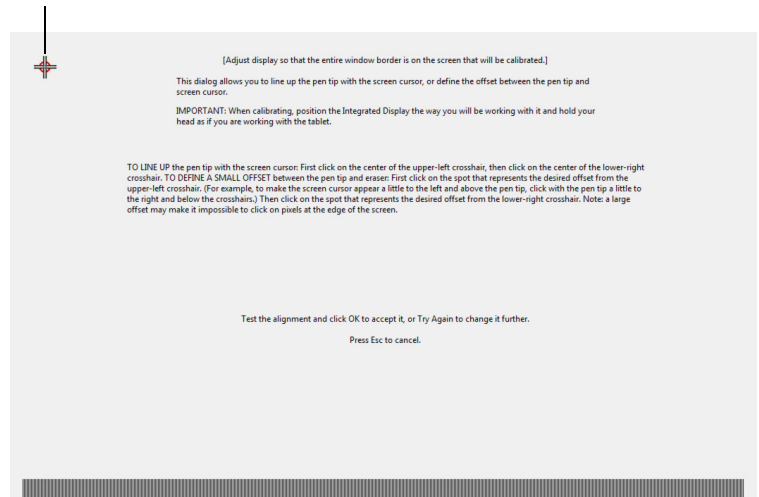 [Adjust display so that the entire window border is on the screen that will be calibrated.]
This dialog allows you to line up the pen tip with the screen cursor, or define the offset between the pen tip and
screen cursor.
IMPORTANT: When calibrating, position the Integrated Display the way you will be working with it and hold your
head as if you are working with the tablet.
TO LINE UP the pen tip with the screen cursor: First click on the center of the upper-left crosshair, then click on the center of the lower-right
crosshair. TO DEFINE A SMALL OFFSET between the pen tip and eraser: First click on the spot that represents the desired offset from the
upper-left crosshair. (For example, to make the screen cursor appear a little to the left and above the pen tip, click with the pen tip a little to
the right and below the crosshairs.) Then click on the spot that represents the desired offset from the lower-right crosshair. Note: a large
offset may make it impossible to click on pixels at the edge of the screen.
Test the alignment and click OK to accept it, or Try Again to change it further.
Press Esc to cancel.